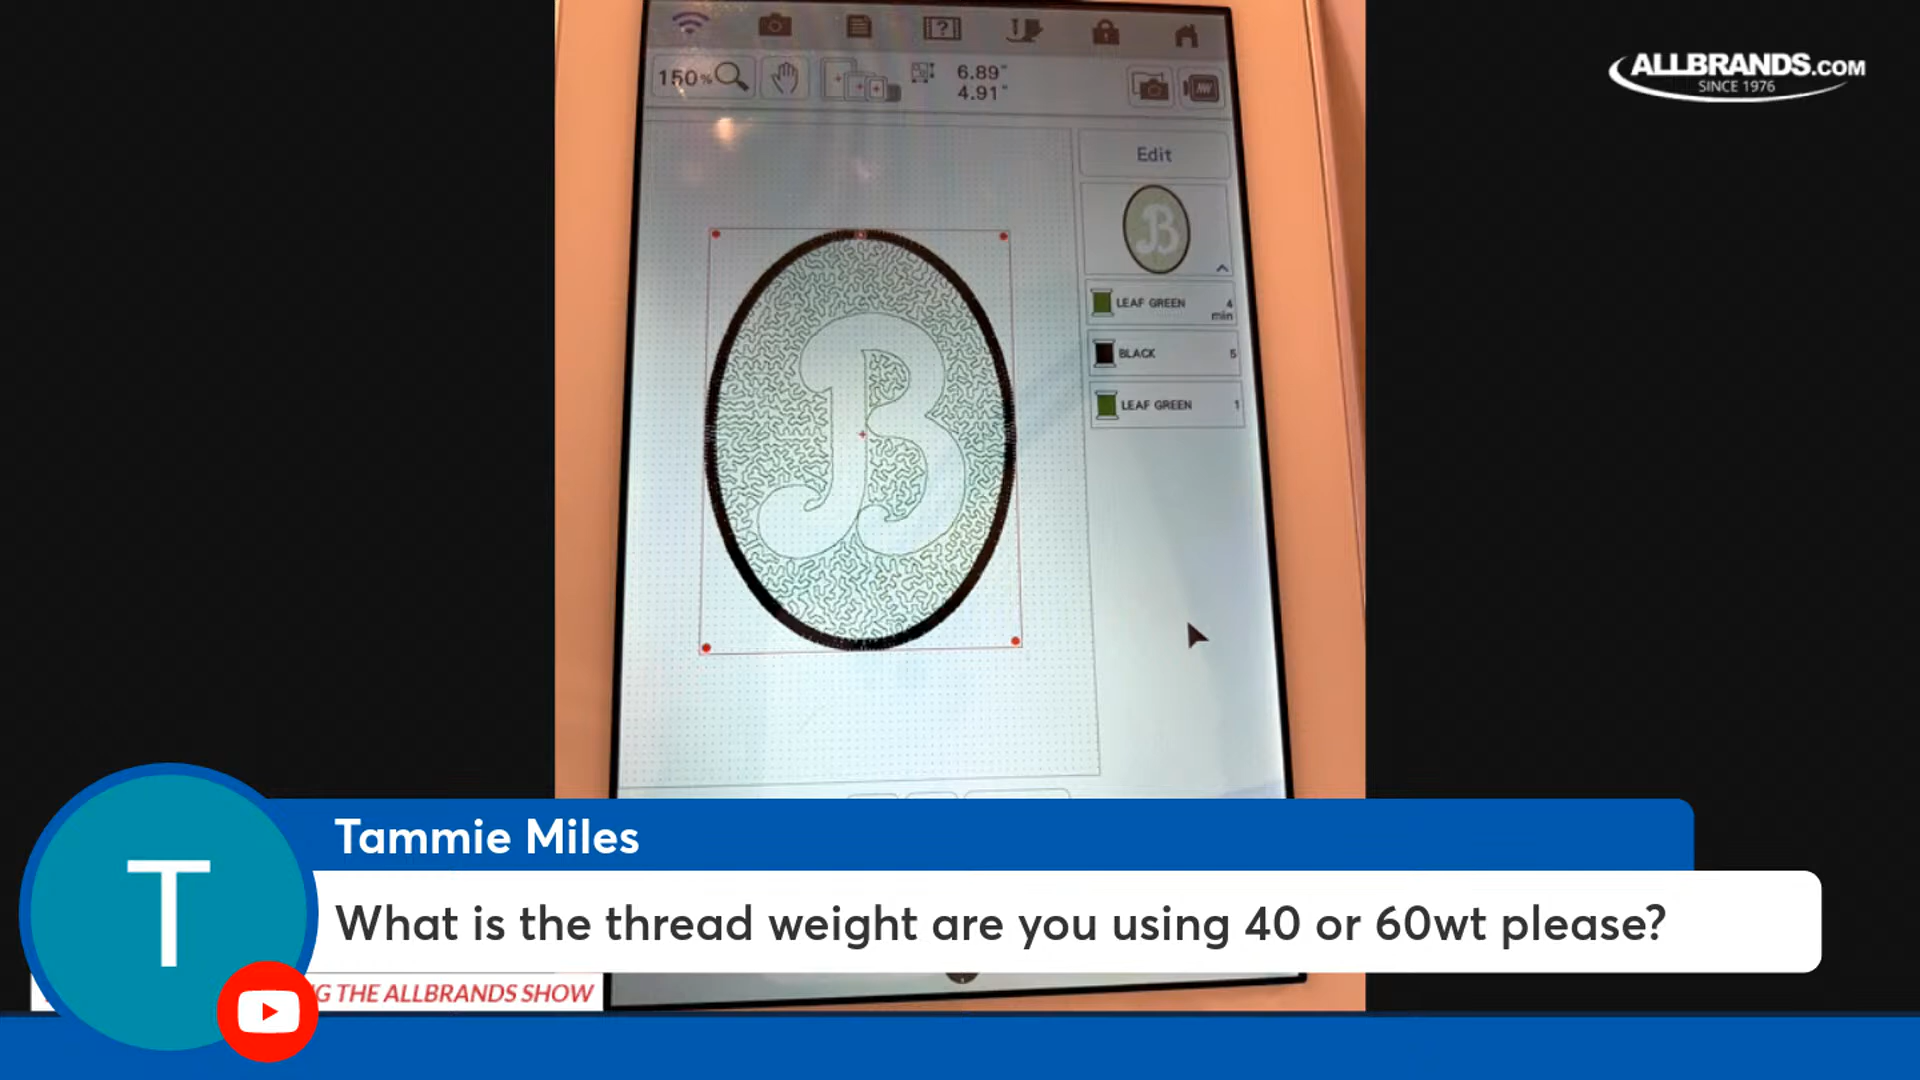 ALLBRANDS.COM
SINCE 1976
150%
?
6.89"
4.91"
Edit
B
LEAF GREEN 4 min
BLACK 5
LEAF GREEN 1
B
Tammie Miles
T
What is the thread weight are you using 40 or 60wt please?
G THE ALLBRANDS SHOW